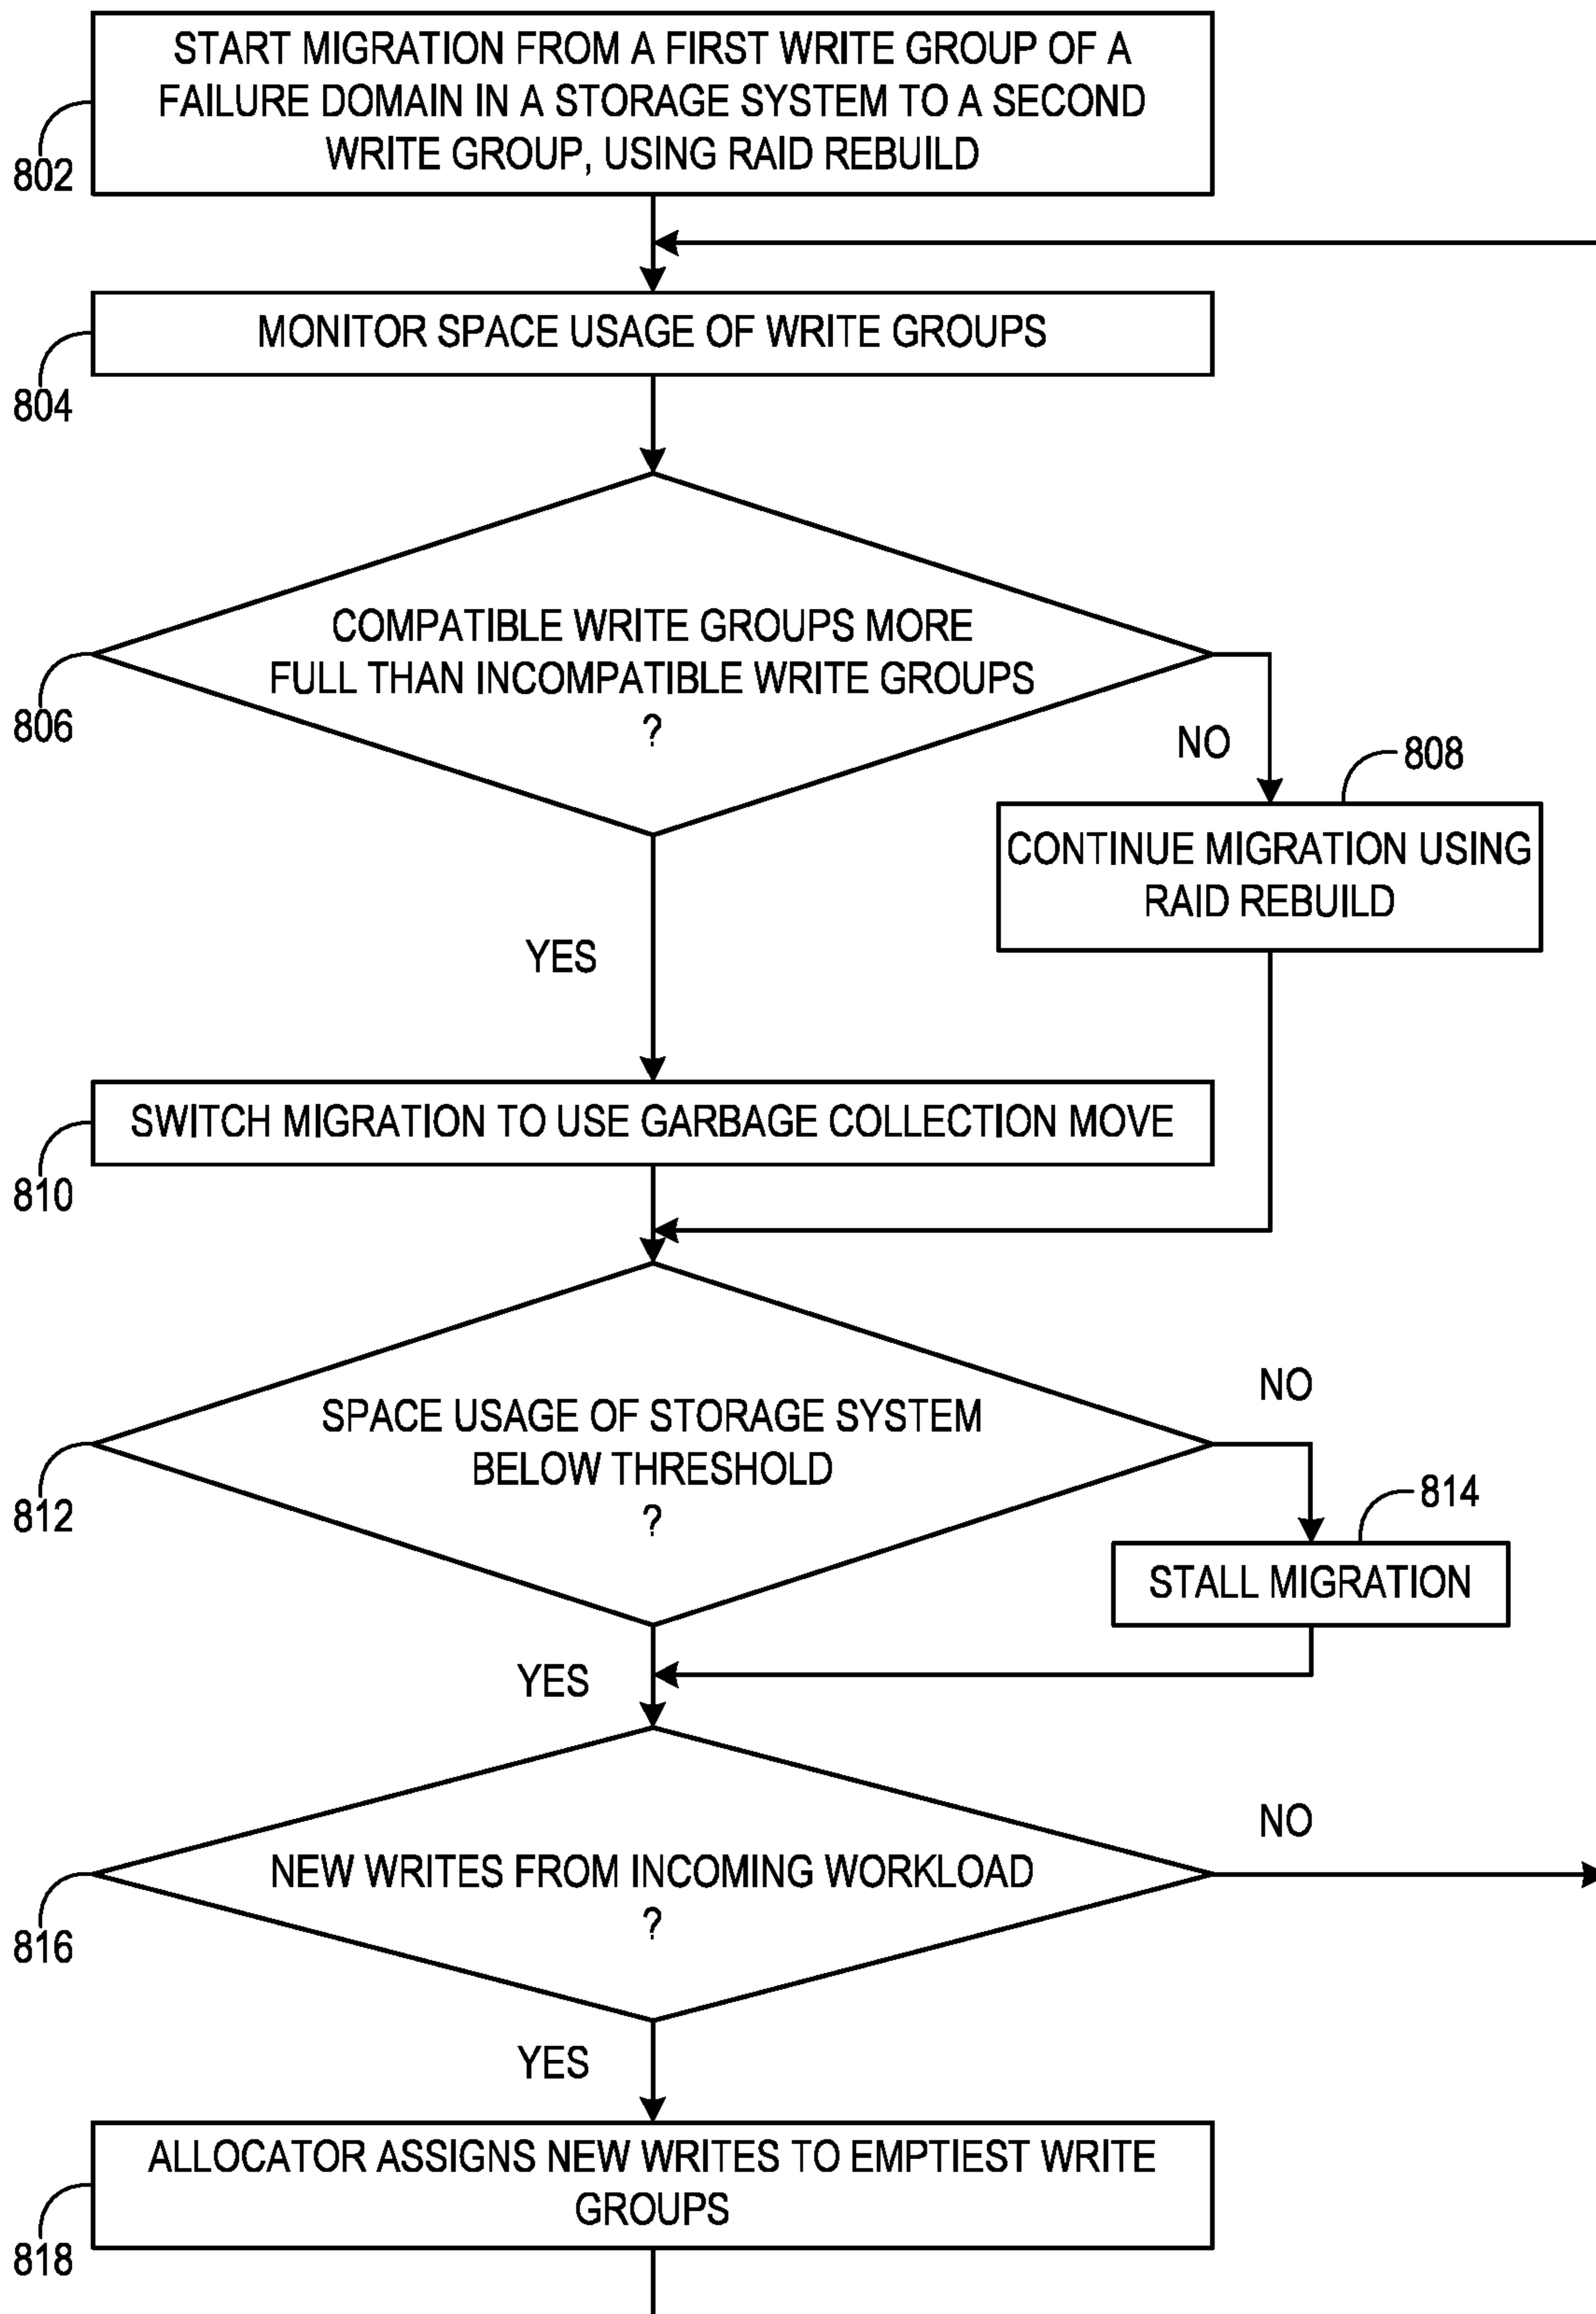 START MIGRATION FROM A FIRST WRITE GROUP OF A
FAILURE DOMAIN IN A STORAGE SYSTEM TO A SECOND
WRITE GROUP, USING RAID REBUILD
802
MONITOR SPACE USAGE OF WRITE GROUPS
804
COMPATIBLE WRITE GROUPS MORE
FULL THAN INCOMPATIBLE WRITE GROUPS
?
806
NO
808
CONTINUE MIGRATION USING
RAID REBUILD
YES
SWITCH MIGRATION TO USE GARBAGE COLLECTION MOVE
810
SPACE USAGE OF STORAGE SYSTEM
BELOW THRESHOLD
?
812
NO
814
STALL MIGRATION
YES
NEW WRITES FROM INCOMING WORKLOAD
?
816
NO
YES
ALLOCATOR ASSIGNS NEW WRITES TO EMPTIEST WRITE
GROUPS
818